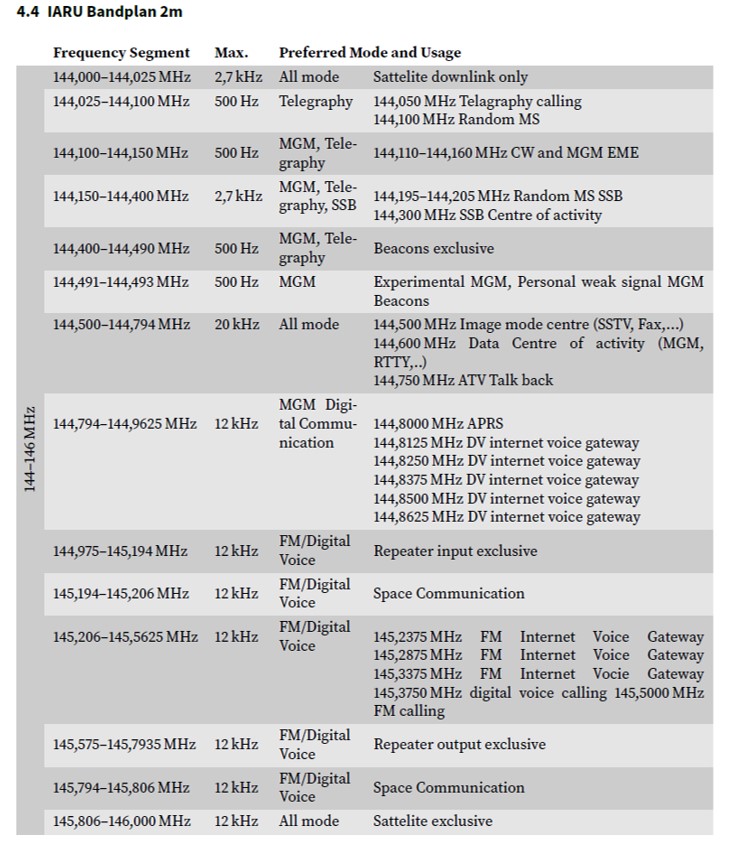 4.4 IARU Bandplan 2m
Frequency Segment Max. Preferred Mode and Usage
144,000–144,025 MHz 2,7 kHz All mode Sattelite downlink only
144,025–144,100 MHz 500 Hz Telegraphy 144,050 MHz Telagraphy calling
144,100 MHz Random MS
144,100–144,150 MHz 500 Hz MGM, Tele-
graphy 144,110–144,160 MHz CW and MGM EME
144,150–144,400 MHz 2,7 kHz MGM, Tele-
graphy, SSB 144,195–144,205 MHz Random MS SSB
144,300 MHz SSB Centre of activity
144,400–144,490 MHz 500 Hz MGM, Tele-
graphy Beacons exclusive
144,491–144,493 MHz 500 Hz MGM Experimental MGM, Personal weak signal MGM
Beacons
144,500–144,794 MHz 20 kHz All mode 144,500 MHz Image mode centre (SSTV, Fax,...)
144,600 MHz Data Centre of activity (MGM,
RTTY,..)
144,750 MHz ATV Talk back
144,794–144,9625 MHz 12 kHz MGM Digi-
tal Commu-
nication 144,8000 MHz APRS
144,8125 MHz DV internet voice gateway
144,8250 MHz DV internet voice gateway
144,8375 MHz DV internet voice gateway
144,8500 MHz DV internet voice gateway
144,8625 MHz DV internet voice gateway
144,975–145,194 MHz 12 kHz FM/Digital
Voice Repeater input exclusive
145,194–145,206 MHz 12 kHz FM/Digital
Voice Space Communication
145,206–145,5625 MHz 12 kHz FM/Digital
Voice 145,2375 MHz FM Internet Voice Gateway
145,2875 MHz FM Internet Voice Gateway
145,3375 MHz FM Internet Vocie Gateway
145,3750 MHz digital voice calling 145,5000 MHz
FM calling
145,575–145,7935 MHz 12 kHz FM/Digital
Voice Repeater output exclusive
145,794–145,806 MHz 12 kHz FM/Digital
Voice Space Communication
145,806–146,000 MHz 12 kHz All mode Sattelite exclusive
144–146 MHz